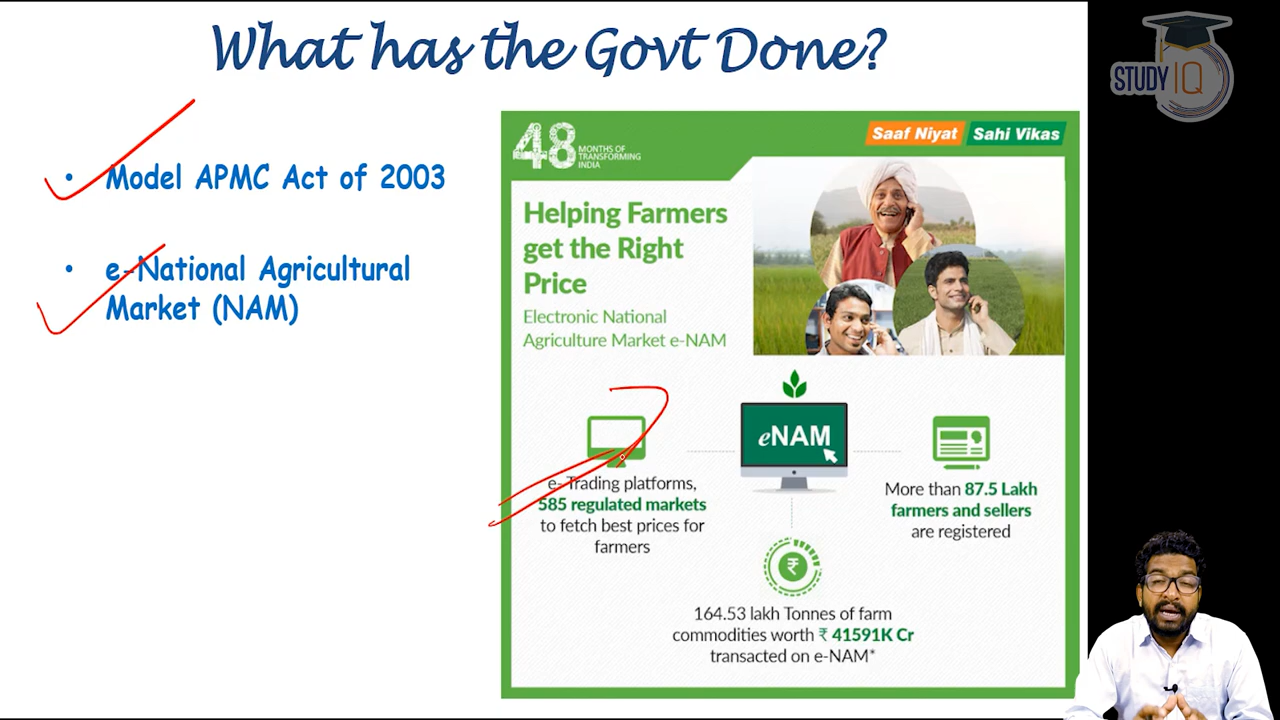 What has the Govt Done?
STUDY IQ
• Model APMC Act of 2003
• e-National Agricultural
Market (NAM)
48 MONTHS OF
TRANSFORMING
INDIA
Saaf Niyat Sahi Vikas
Helping Farmers
get the Right
Price
Electronic National
Agriculture Market e-NAM
e-Trading platforms,
585 regulated markets
to fetch best prices for
farmers
eNAM
More than 87.5 Lakh
farmers and sellers
are registered
₹
164.53 lakh Tonnes of farm
commodities worth ₹ 41591K Cr
transacted on e-NAM*